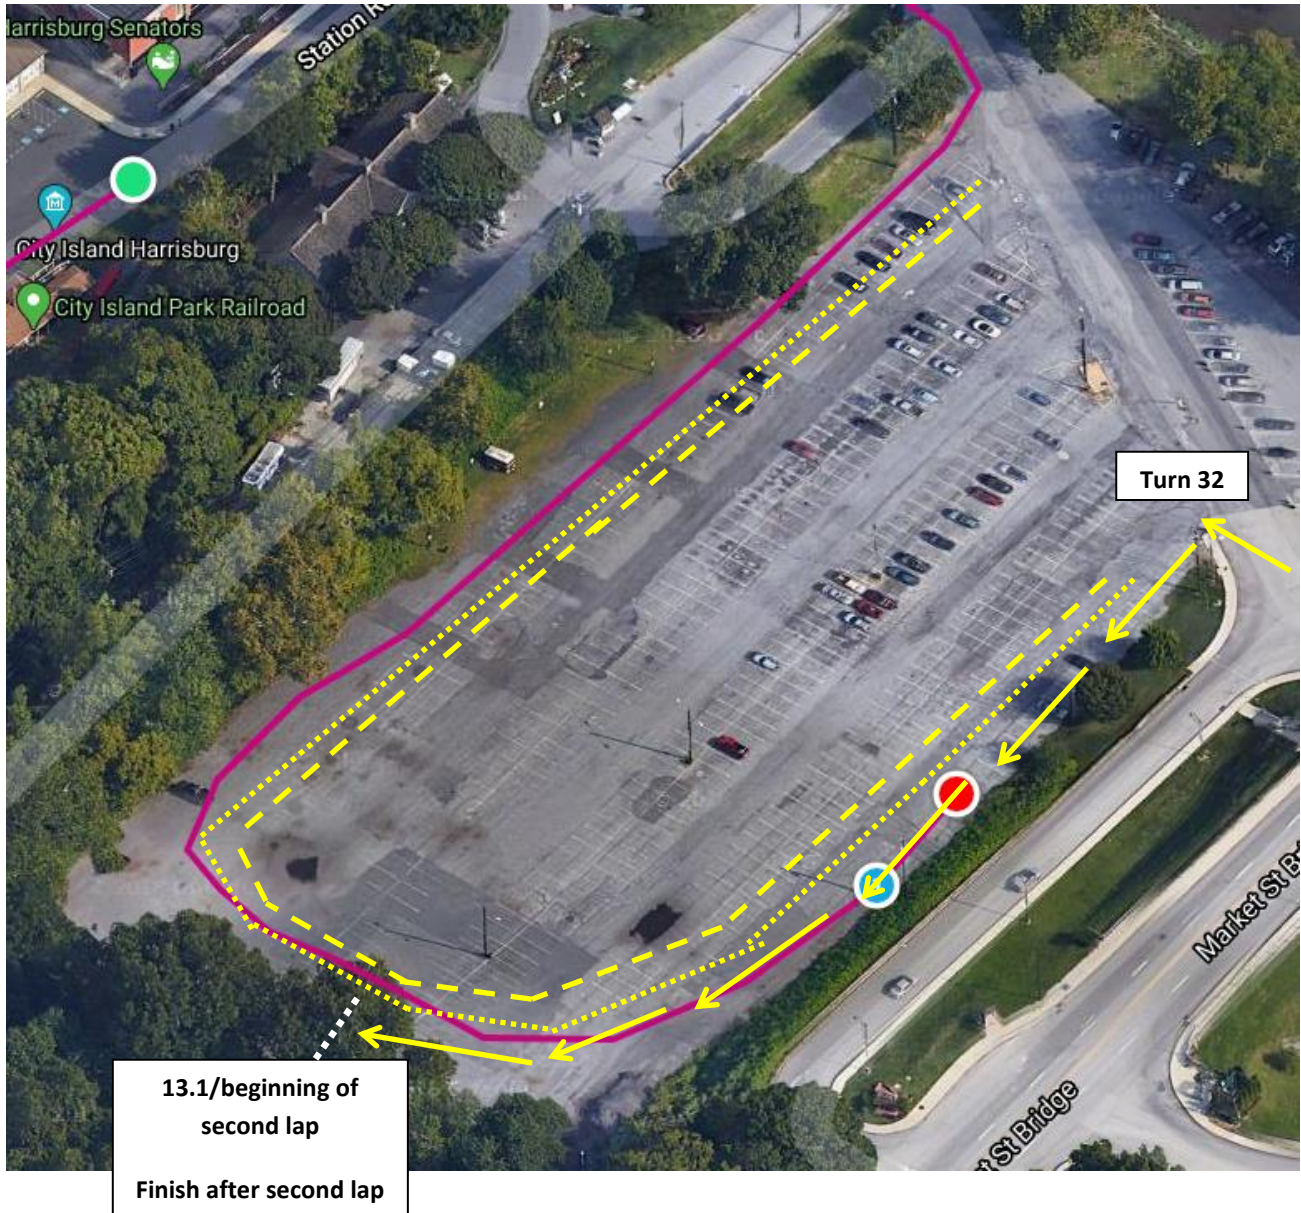 Harrisburg Senators
Station R
City Island Harrisburg
City Island Park Railroad
Turn 32
Market St Br
St Bridge
13.1/beginning of
second lap
Finish after second lap